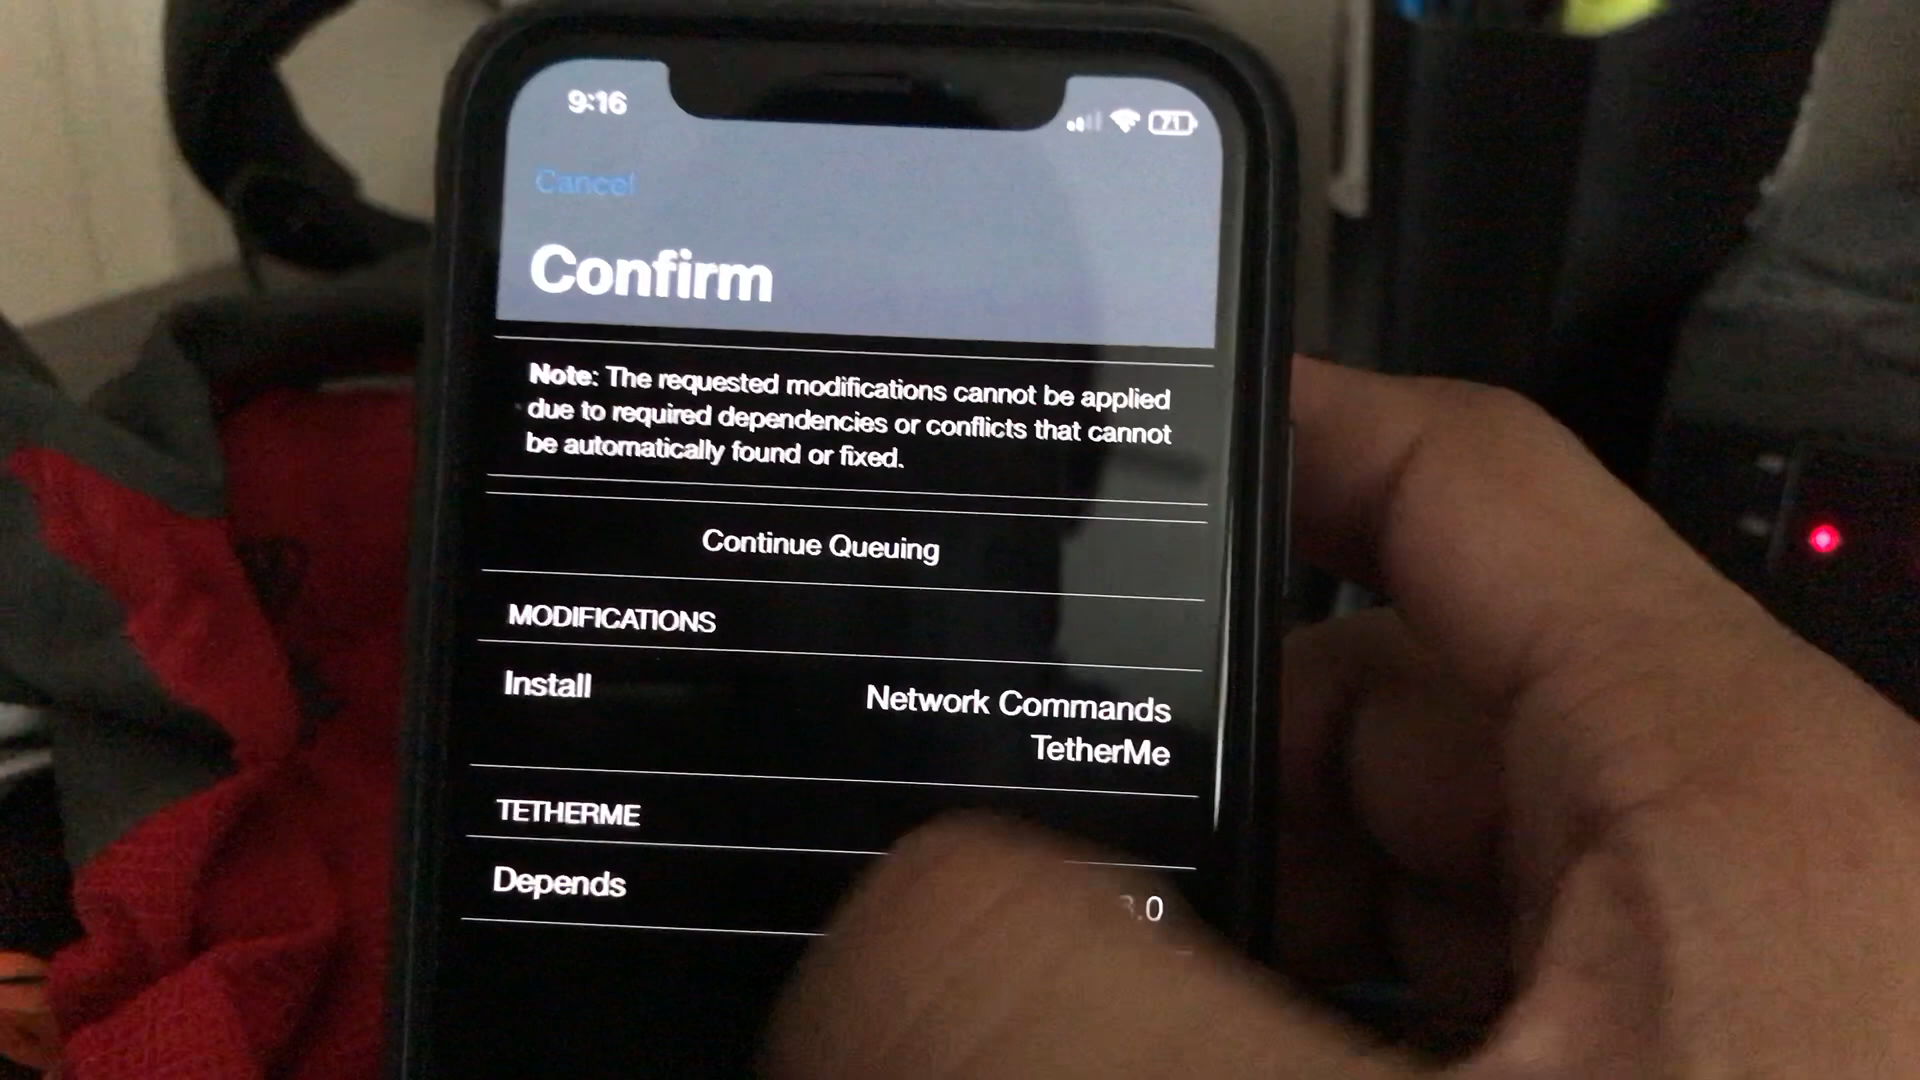 9:16
71
Cancel
Confirm
Note: The requested modifications cannot be applied
due to required dependencies or conflicts that cannot
be automatically found or fixed.
Continue Queuing
MODIFICATIONS
Install
Network Commands
TetherMe
TETHERME
Depends
.0